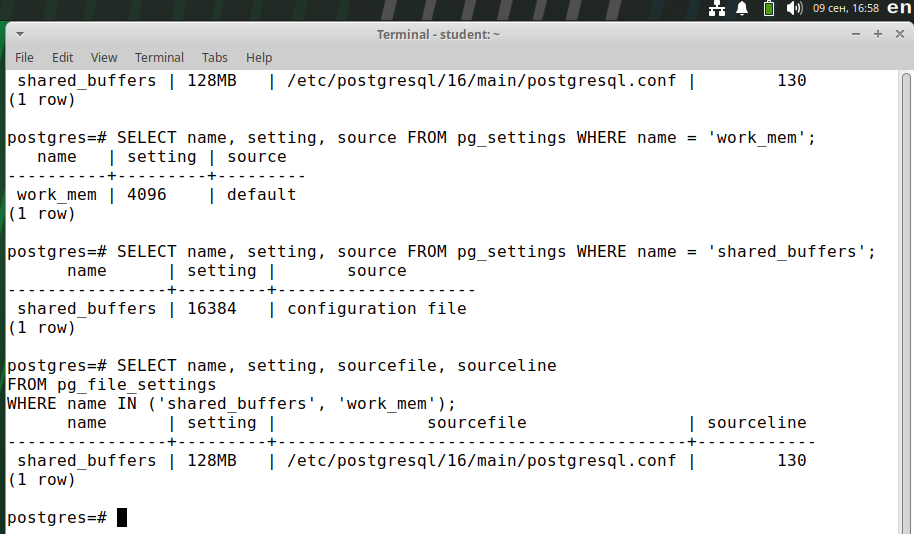 09 сен, 16:58 en
Terminal - student: ~
File Edit View Terminal Tabs Help
 shared_buffers | 128MB   | /etc/postgresql/16/main/postgresql.conf |        130
(1 row)

postgres=# SELECT name, setting, source FROM pg_settings WHERE name = 'work_mem';
   name   | setting | source
----------+---------+---------
 work_mem | 4096    | default
(1 row)

postgres=# SELECT name, setting, source FROM pg_settings WHERE name = 'shared_buffers';
      name      | setting |       source
----------------+---------+--------------------
 shared_buffers | 16384   | configuration file
(1 row)

postgres=# SELECT name, setting, sourcefile, sourceline
FROM pg_file_settings
WHERE name IN ('shared_buffers', 'work_mem');
      name      | setting |               sourcefile                | sourceline
----------------+---------+-----------------------------------------+------------
 shared_buffers | 128MB   | /etc/postgresql/16/main/postgresql.conf |        130
(1 row)

postgres=#